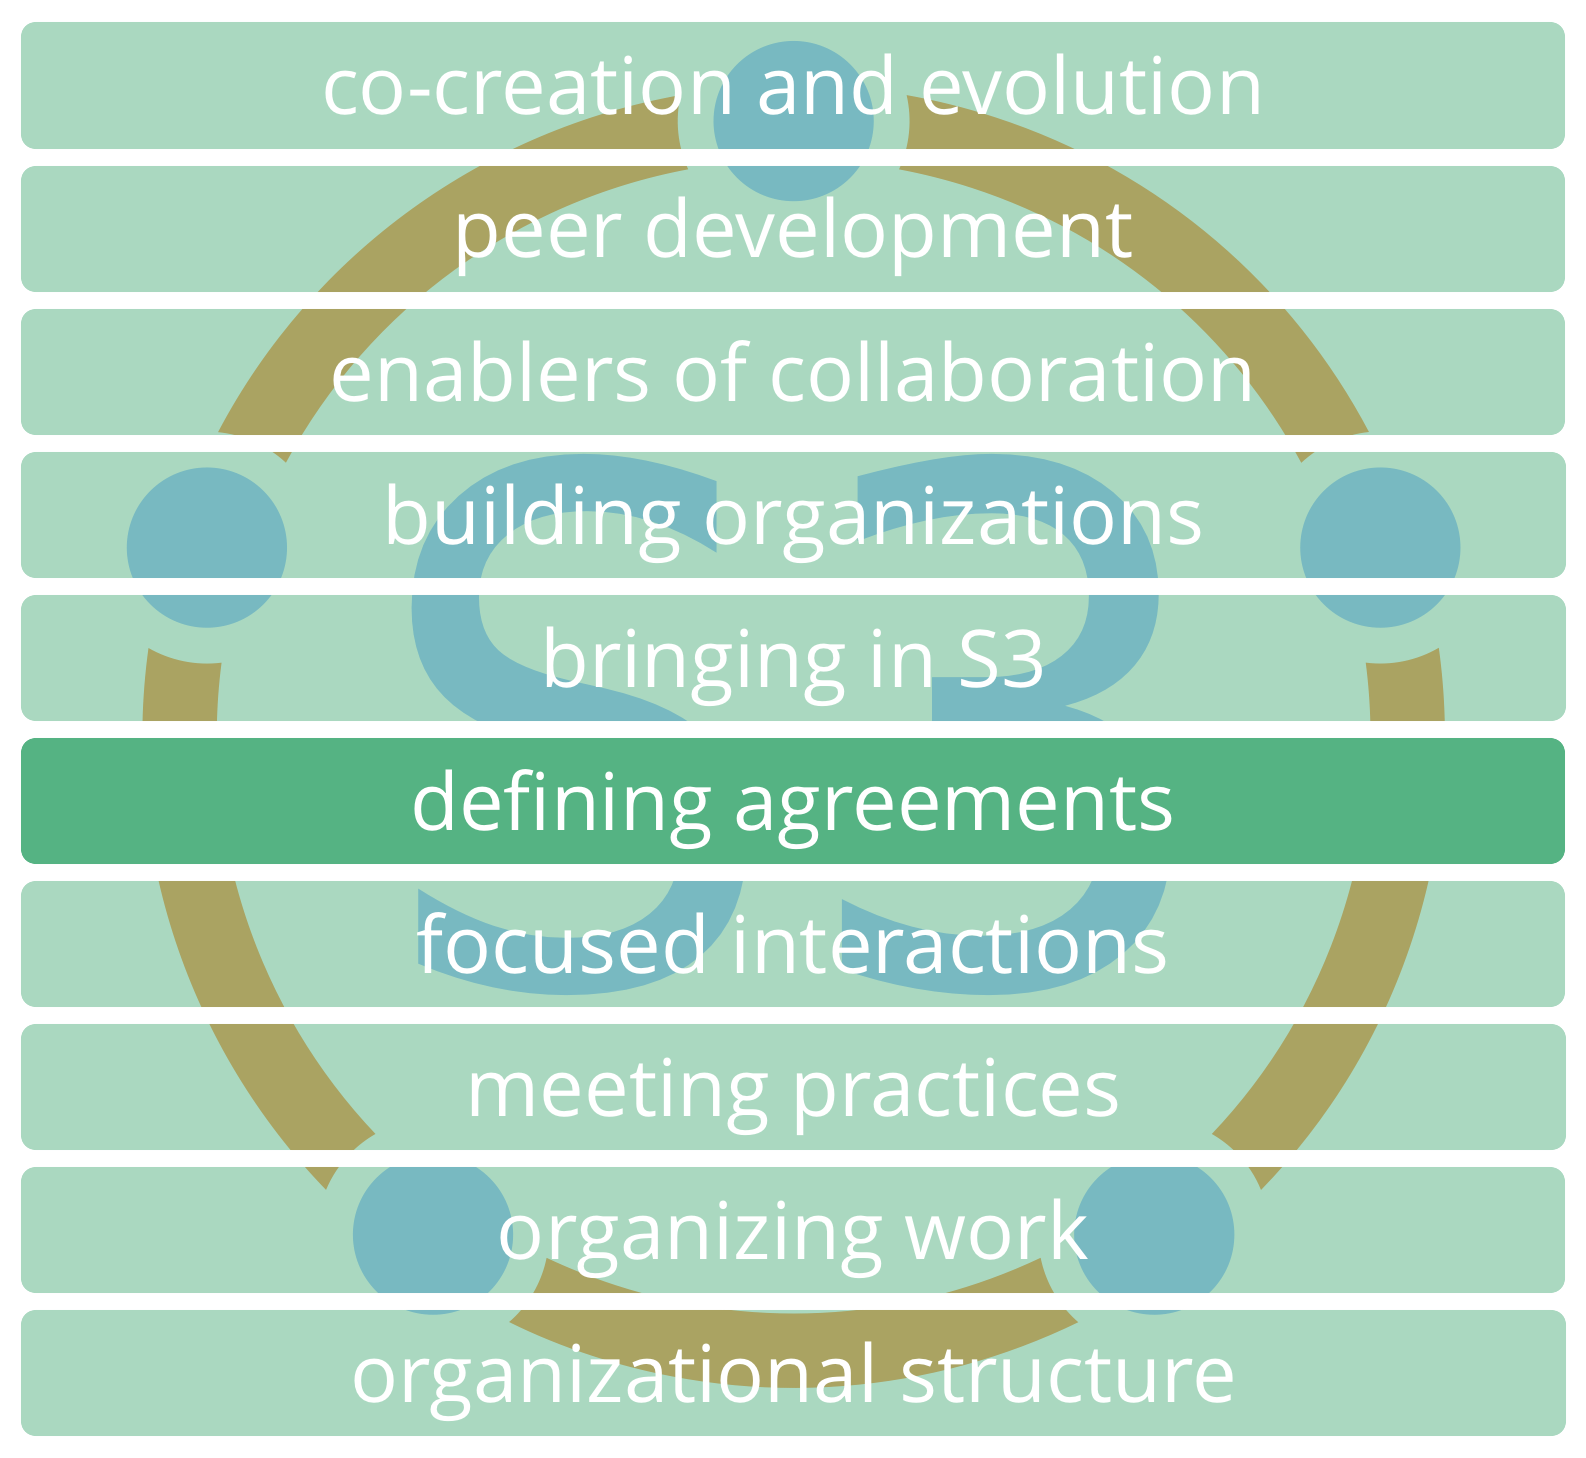 co-creation and evolution
peer development
enablers of collaboration
building organizations
S3
bringing in S3
defining agreements
focused interactions
meeting practices
organizing work
organizational structure